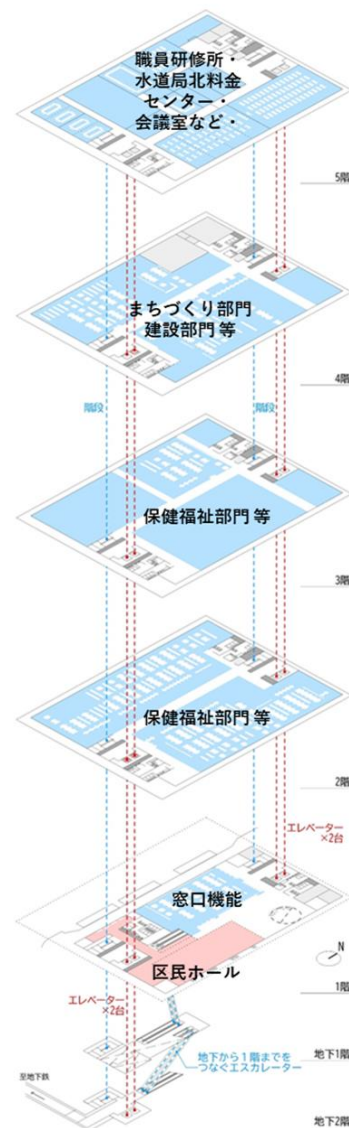 職員研修所・
水道局北料金
センター・
会議室など・
5階
まちづくり部門
建設部門 等
4階
階段
階段
保健福祉部門 等
3階
保健福祉部門 等
2階
エレベーター
×2台
窓口機能
N
区民ホール
1階
エレベーター
×2台
地下1階
地下から1階までを
つなぐエスカレーター
至地下鉄
地下2階